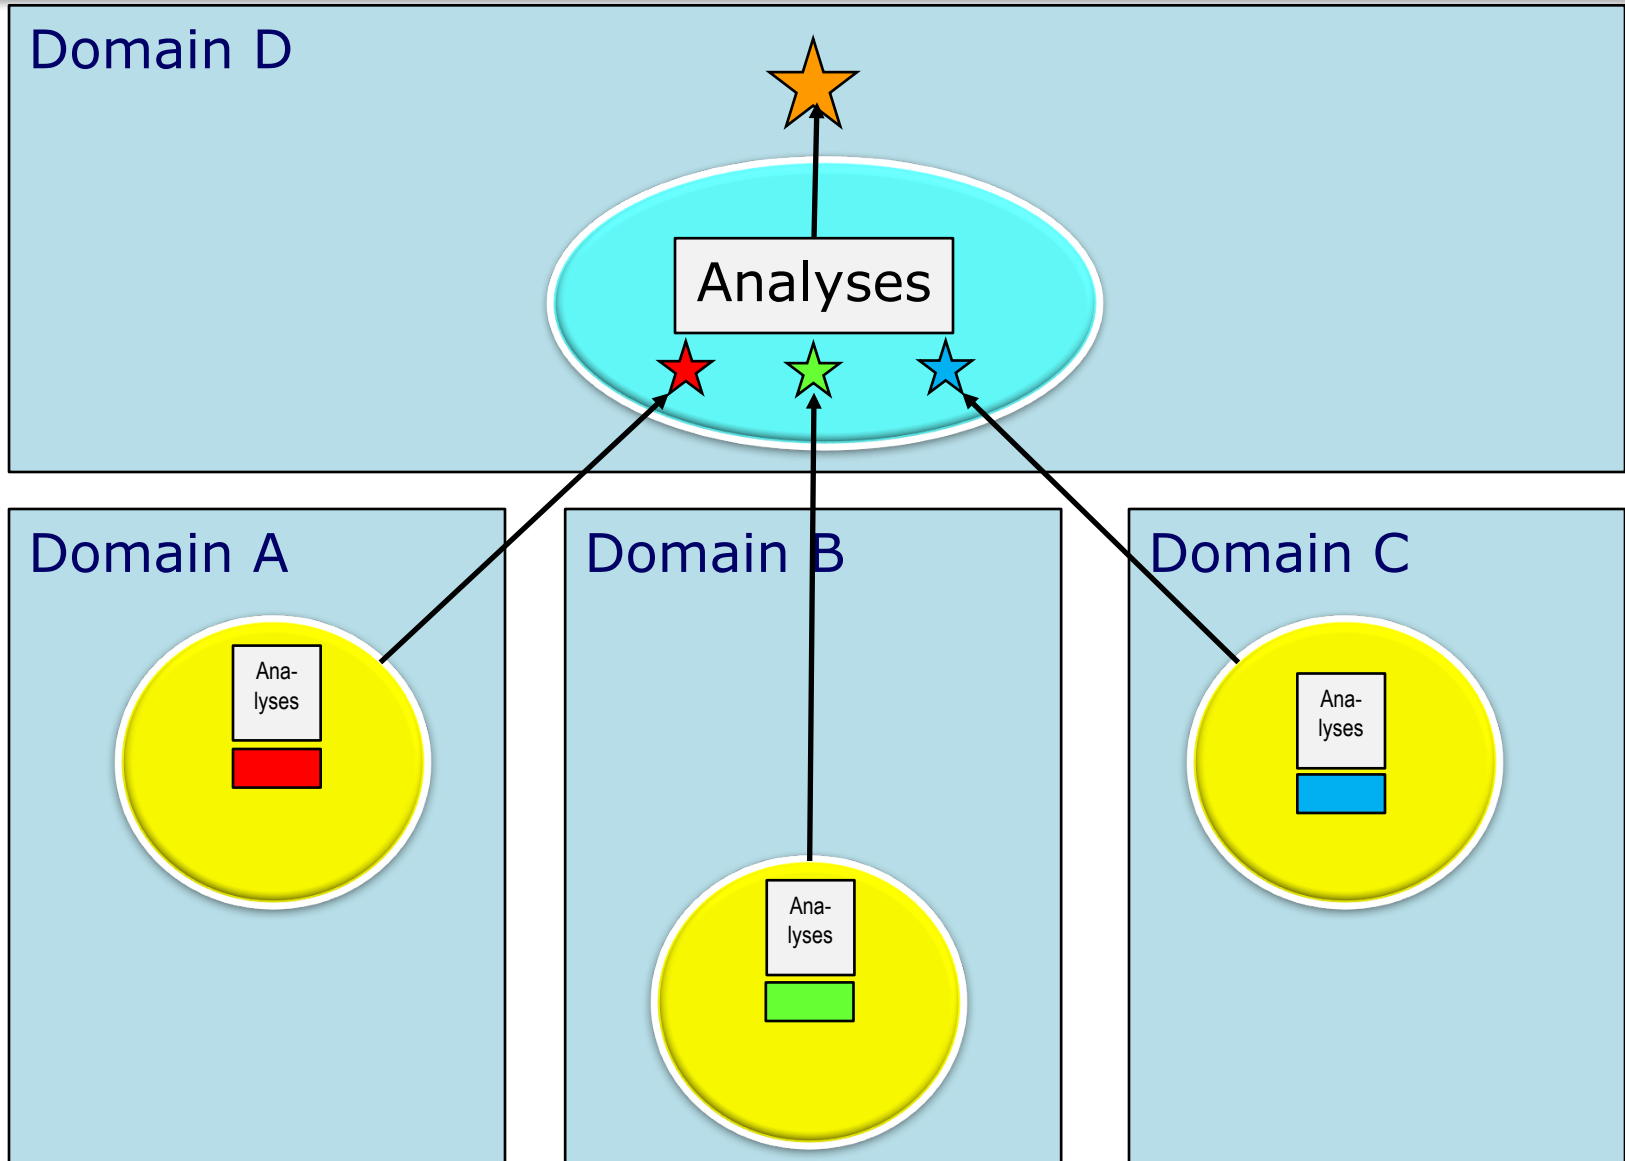 Domain D
Analyses
Domain A
Domain B
Domain C
Ana-
lyses
Ana-
lyses
Ana-
lyses